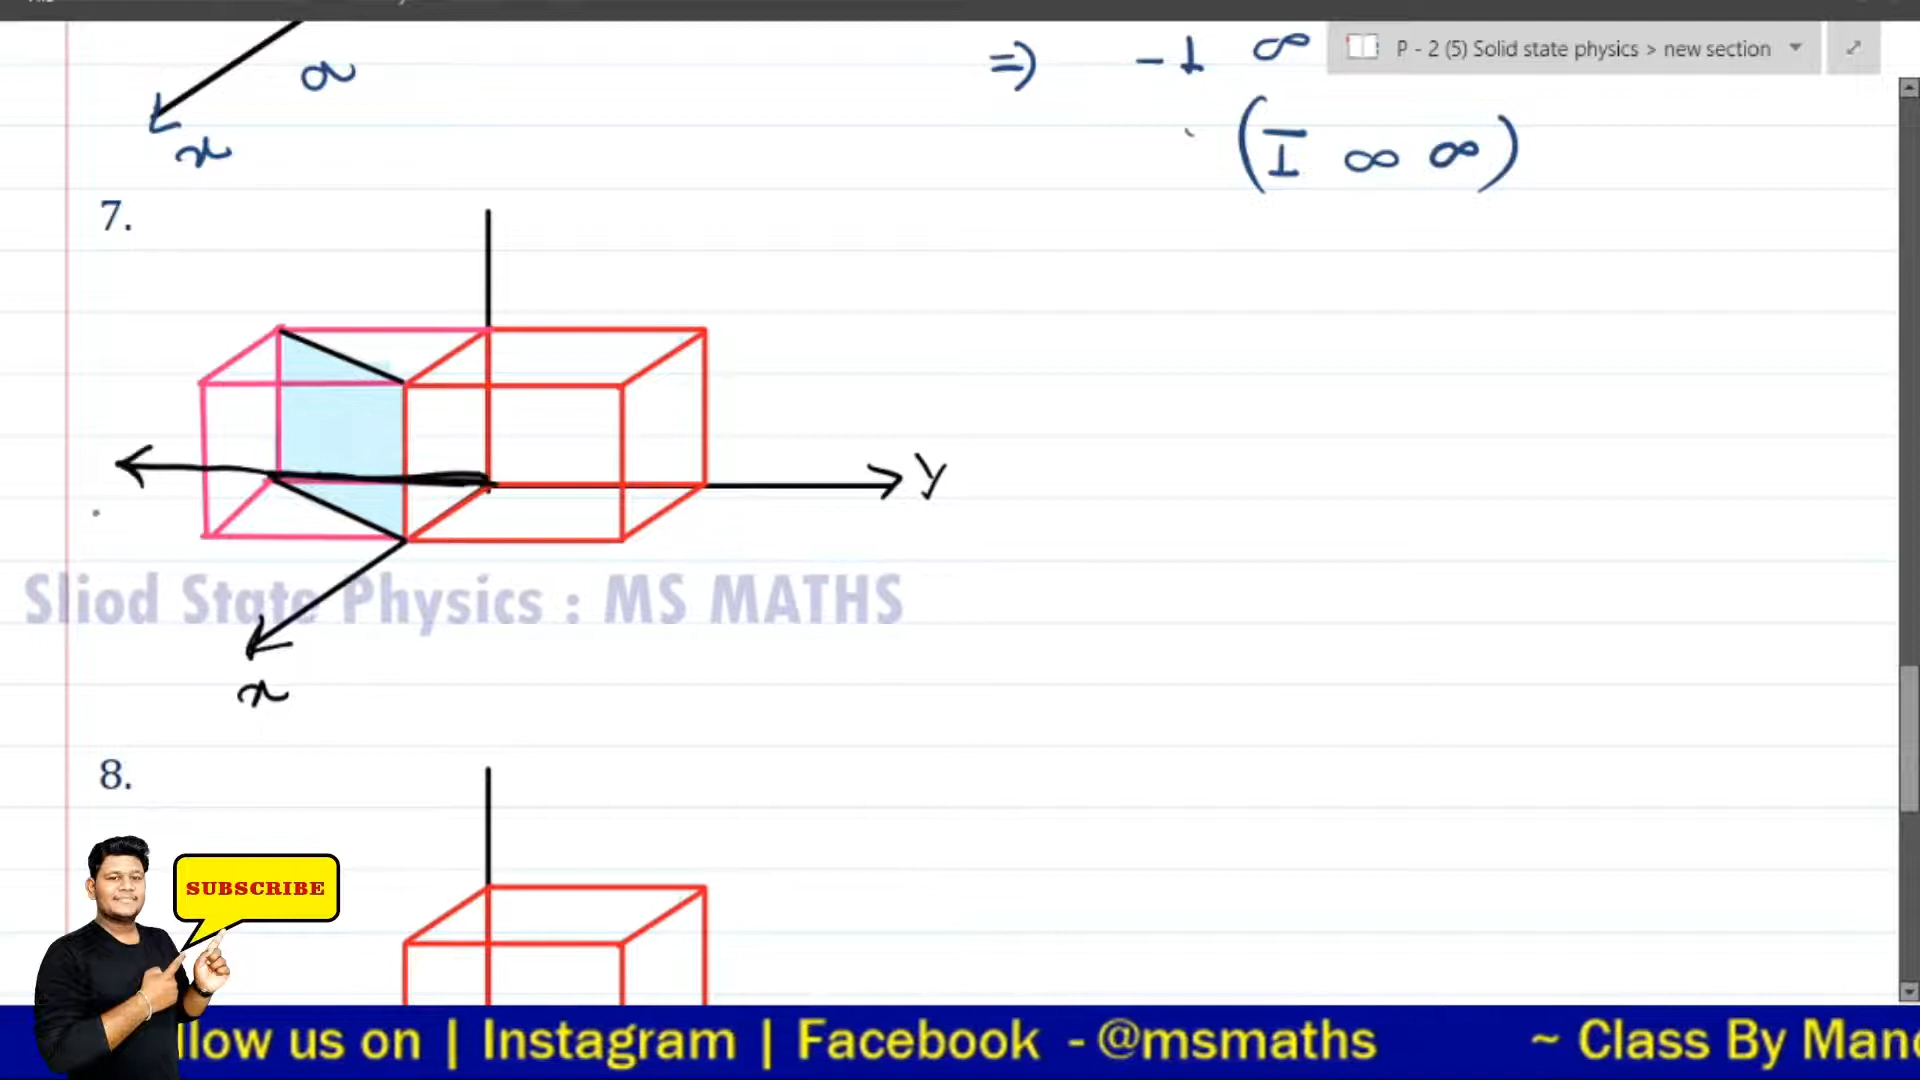 P - 2 (5) Solid state physics > new section
=) -1 ∞
a
x
(1̅ ∞ ∞)
7.
y
Sliod State Physics : MS MATHS
x
8.
SUBSCRIBE
llow us on | Instagram | Facebook - @msmaths ~ Class By Mano